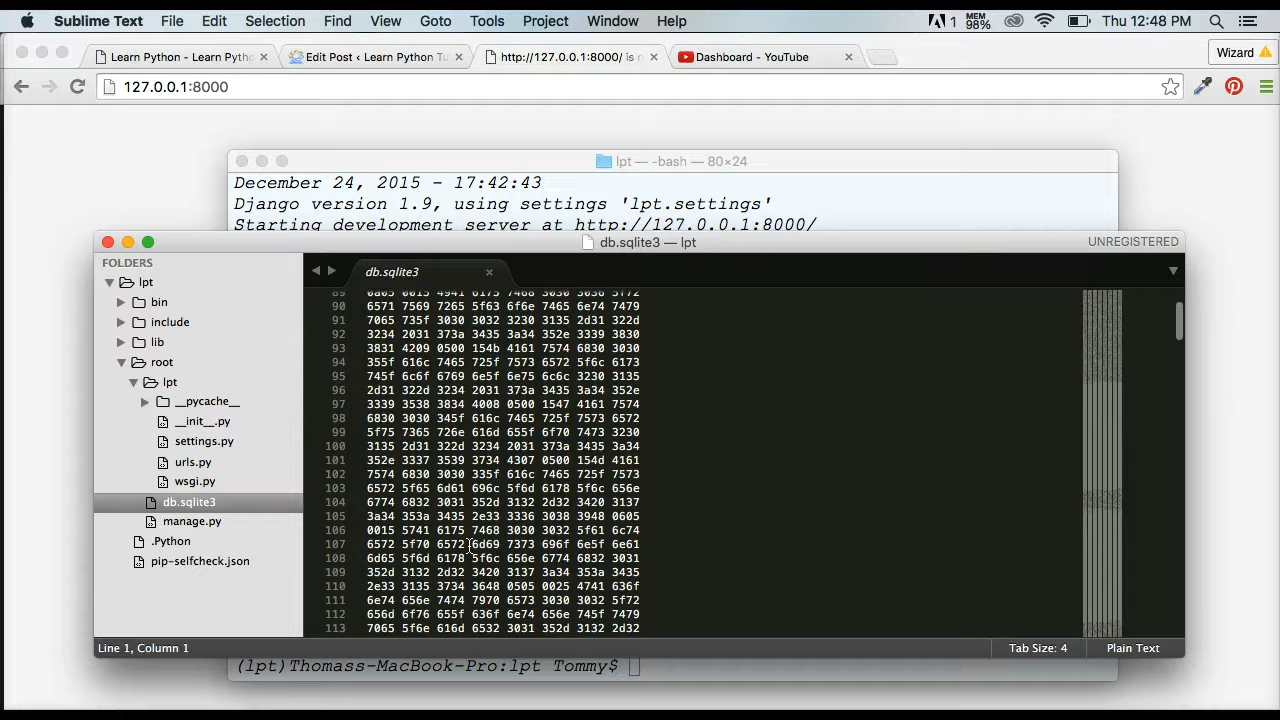 Sublime Text File Edit Selection Find View Goto Tools Project Window Help 1 MEM 98% Thu 12:48 PM
Learn Python - Learn Pytho Edit Post ‹ Learn Python Tu http://127.0.0.1:8000/ is n Dashboard - YouTube Wizard
127.0.0.1:8000
lpt — -bash — 80×24
December 24, 2015 - 17:42:43
Django version 1.9, using settings 'lpt.settings'
Starting development server at http://127.0.0.1:8000/
db.sqlite3 — lpt UNREGISTERED
FOLDERS
lpt
bin
include
lib
root
lpt
__pycache__
__init__.py
settings.py
urls.py
wsgi.py
db.sqlite3
manage.py
.Python
pip-selfcheck.json
db.sqlite3
89 0a03 0015 4941 6175 7468 3030 3036 5f72
90 6571 7569 7265 5f63 6f6e 7465 6e74 7479
91 7065 735f 3030 3032 3230 3135 2d31 322d
92 3234 2031 373a 3435 3a34 352e 3339 3830
93 3831 4209 0500 154b 4161 7574 6830 3030
94 355f 616c 7465 725f 7573 6572 5f6c 6173
95 745f 6c6f 6769 6e5f 6e75 6c6c 3230 3135
96 2d31 322d 3234 2031 373a 3435 3a34 352e
97 3339 3538 3834 4008 0500 1547 4161 7574
98 6830 3030 345f 616c 7465 725f 7573 6572
99 5f75 7365 726e 616d 655f 6f70 7473 3230
100 3135 2d31 322d 3234 2031 373a 3435 3a34
101 352e 3337 3539 3734 4307 0500 154d 4161
102 7574 6830 3030 335f 616c 7465 725f 7573
103 6572 5f65 6d61 696c 5f6d 6178 5f6c 656e
104 6774 6832 3031 352d 3132 2d32 3420 3137
105 3a34 353a 3435 2e33 3336 3038 3948 0605
106 0015 5741 6175 7468 3030 3032 5f61 6c74
107 6572 5f70 6572 6d69 7373 696f 6e5f 6e61
108 6d65 5f6d 6178 5f6c 656e 6774 6832 3031
109 352d 3132 2d32 3420 3137 3a34 353a 3435
110 2e33 3135 3734 3648 0505 0025 4741 636f
111 6e74 656e 7474 7970 6573 3030 3032 5f72
112 656d 6f76 655f 636f 6e74 656e 745f 7479
113 7065 5f6e 616d 6532 3031 352d 3132 2d32
Line 1, Column 1 Tab Size: 4 Plain Text
(lpt)Thomass-MacBook-Pro:lpt Tommy$